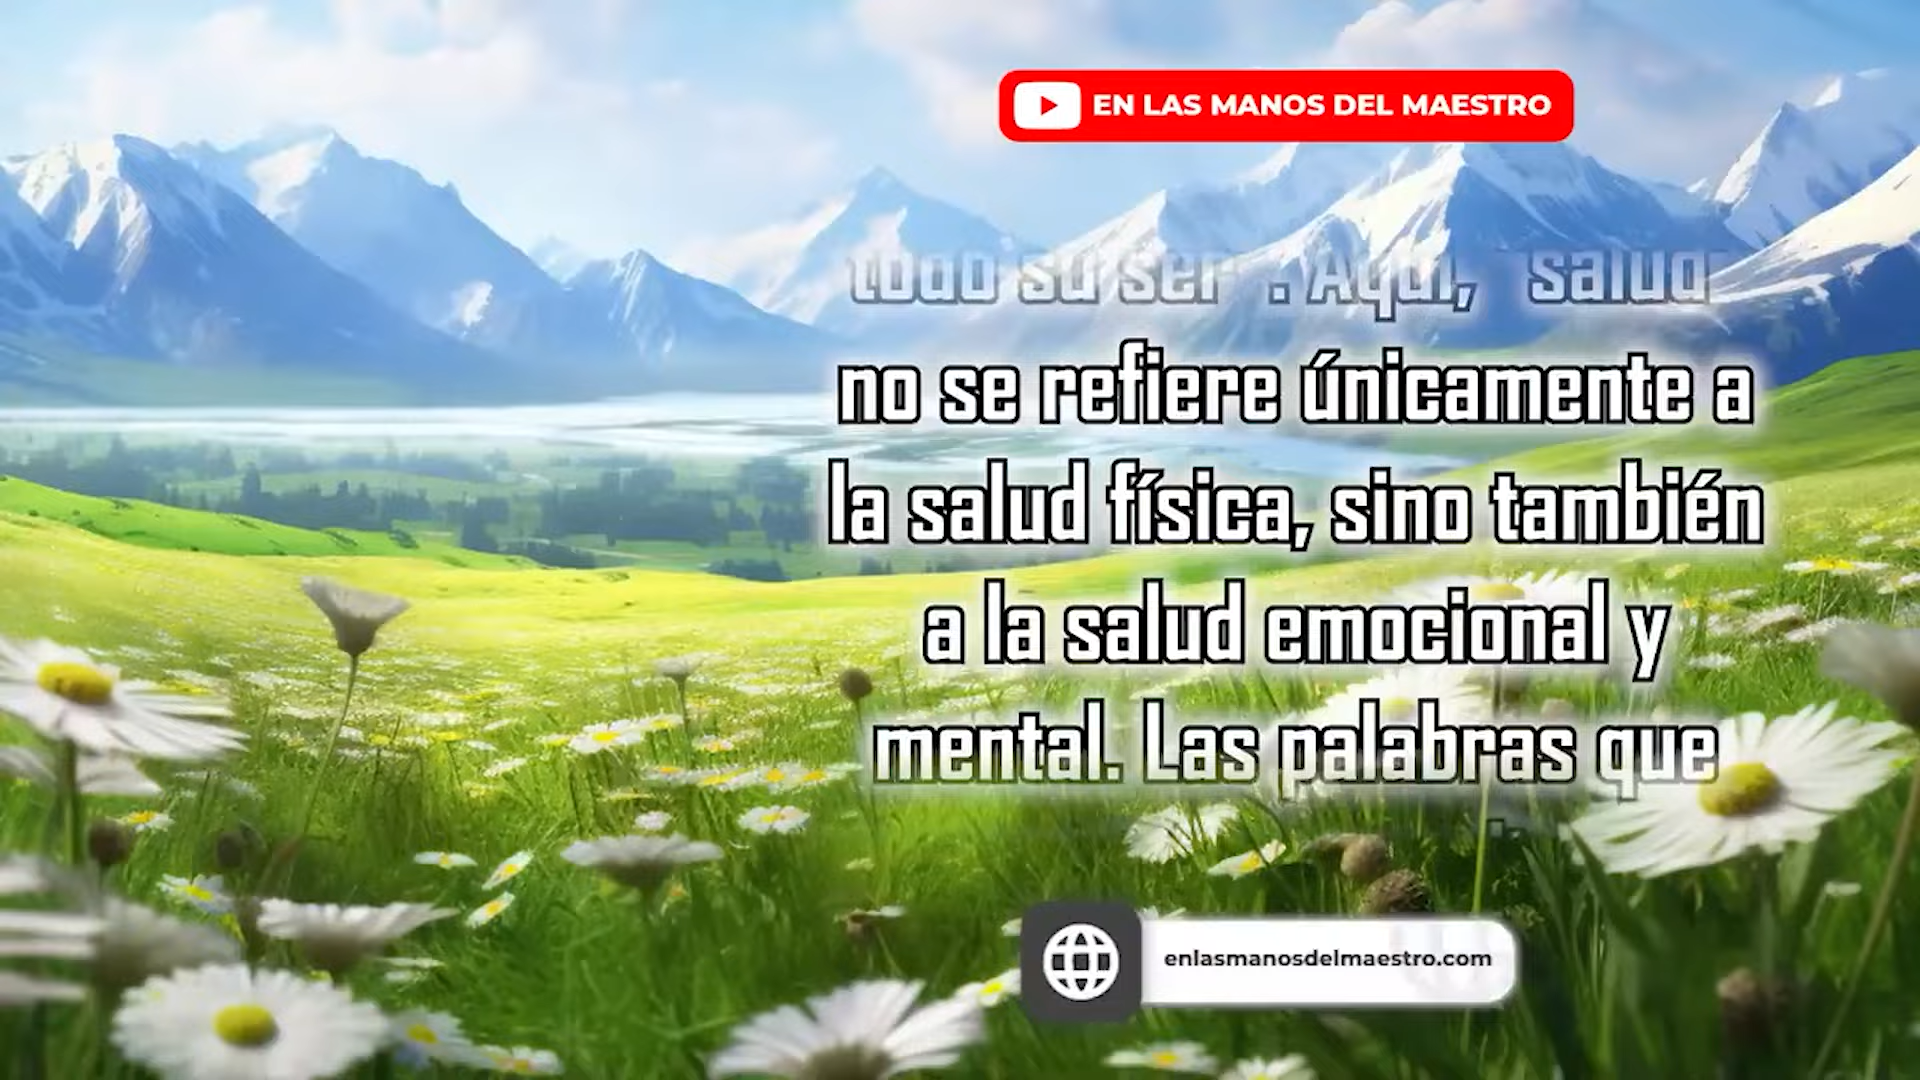 EN LAS MANOS DEL MAESTRO
todo su ser . Aquí, salud
no se refiere únicamente a
la salud física, sino también
a la salud emocional y
mental. Las palabras que
enlasmanosdelmaestro.com